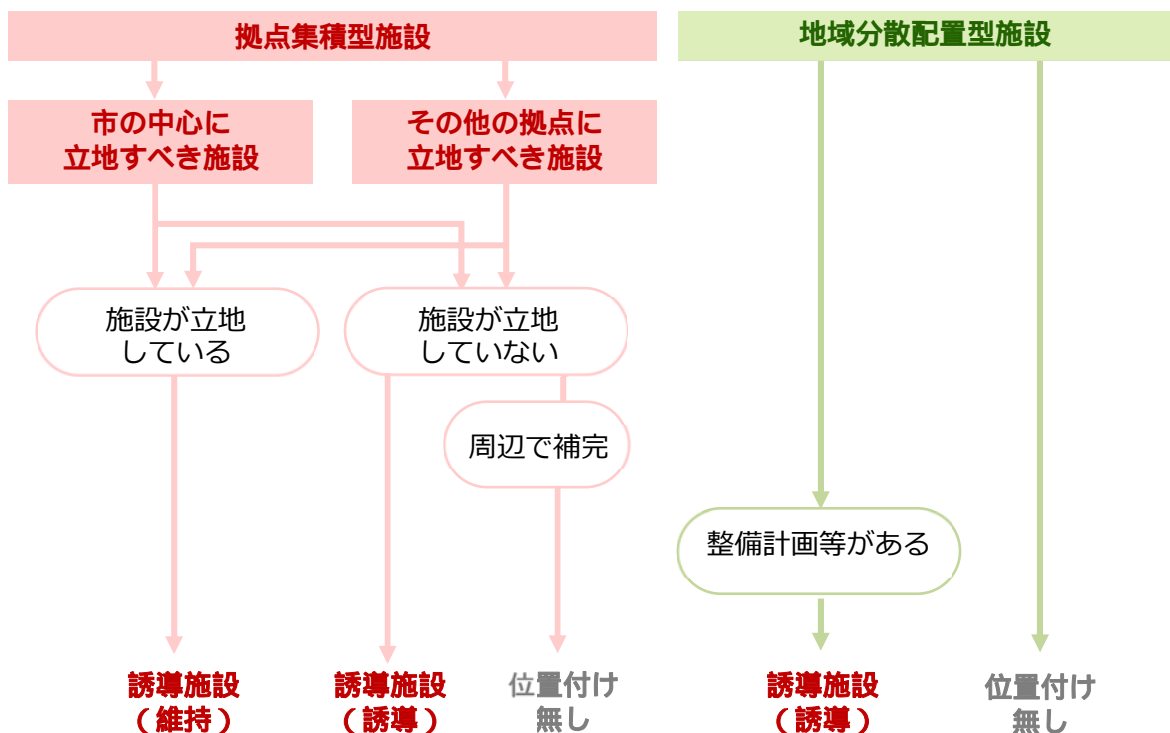 拠点集積型施設
地域分散配置型施設
市の中心に
立地すべき施設
その他の拠点に
立地すべき施設
施設が立地
している
施設が立地
していない
周辺で補完
整備計画等がある
誘導施設
（維持）
誘導施設
（誘導）
位置付け
無し
誘導施設
（誘導）
位置付け
無し